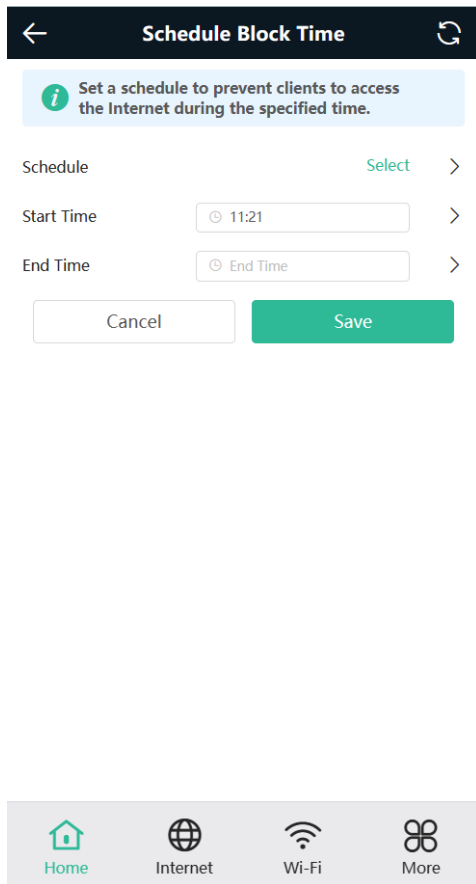 Schedule Block Time
i Set a schedule to prevent clients to access
the Internet during the specified time.
Schedule Select
Start Time 11:21
End Time End Time
Cancel Save
Home Internet Wi-Fi More